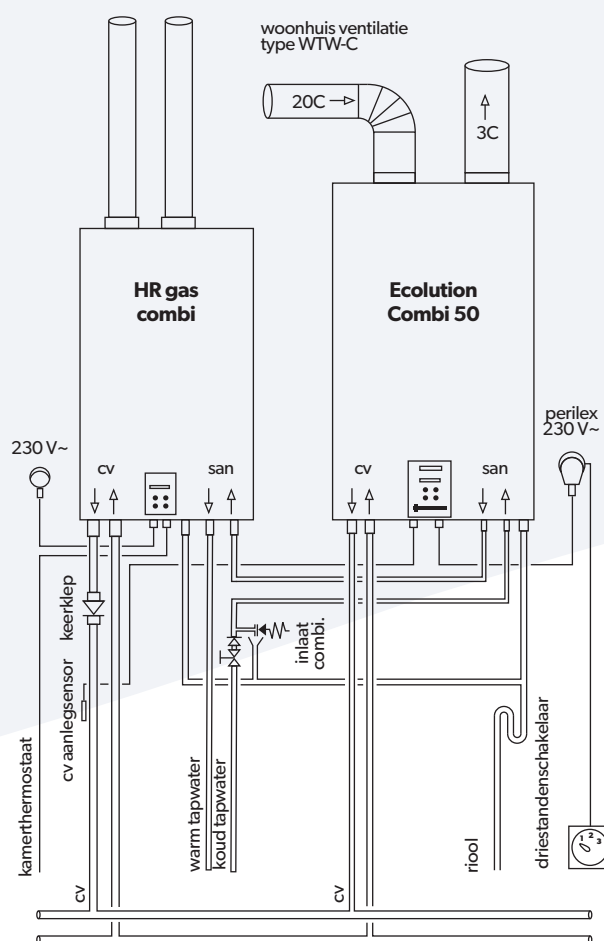 woonhuis ventilatie
type WTW-C
20C
3C
HR gas
combi
Ecolution
Combi 50
perilex
230 V~
230 V~
cv
san
cv
san
keerklep
inlaat
combi.
cv aanlegsensor
kamerthermostaat
warm tapwater
koud tapwater
riool
driestandenschakelaar
1 2 3
cv
cv